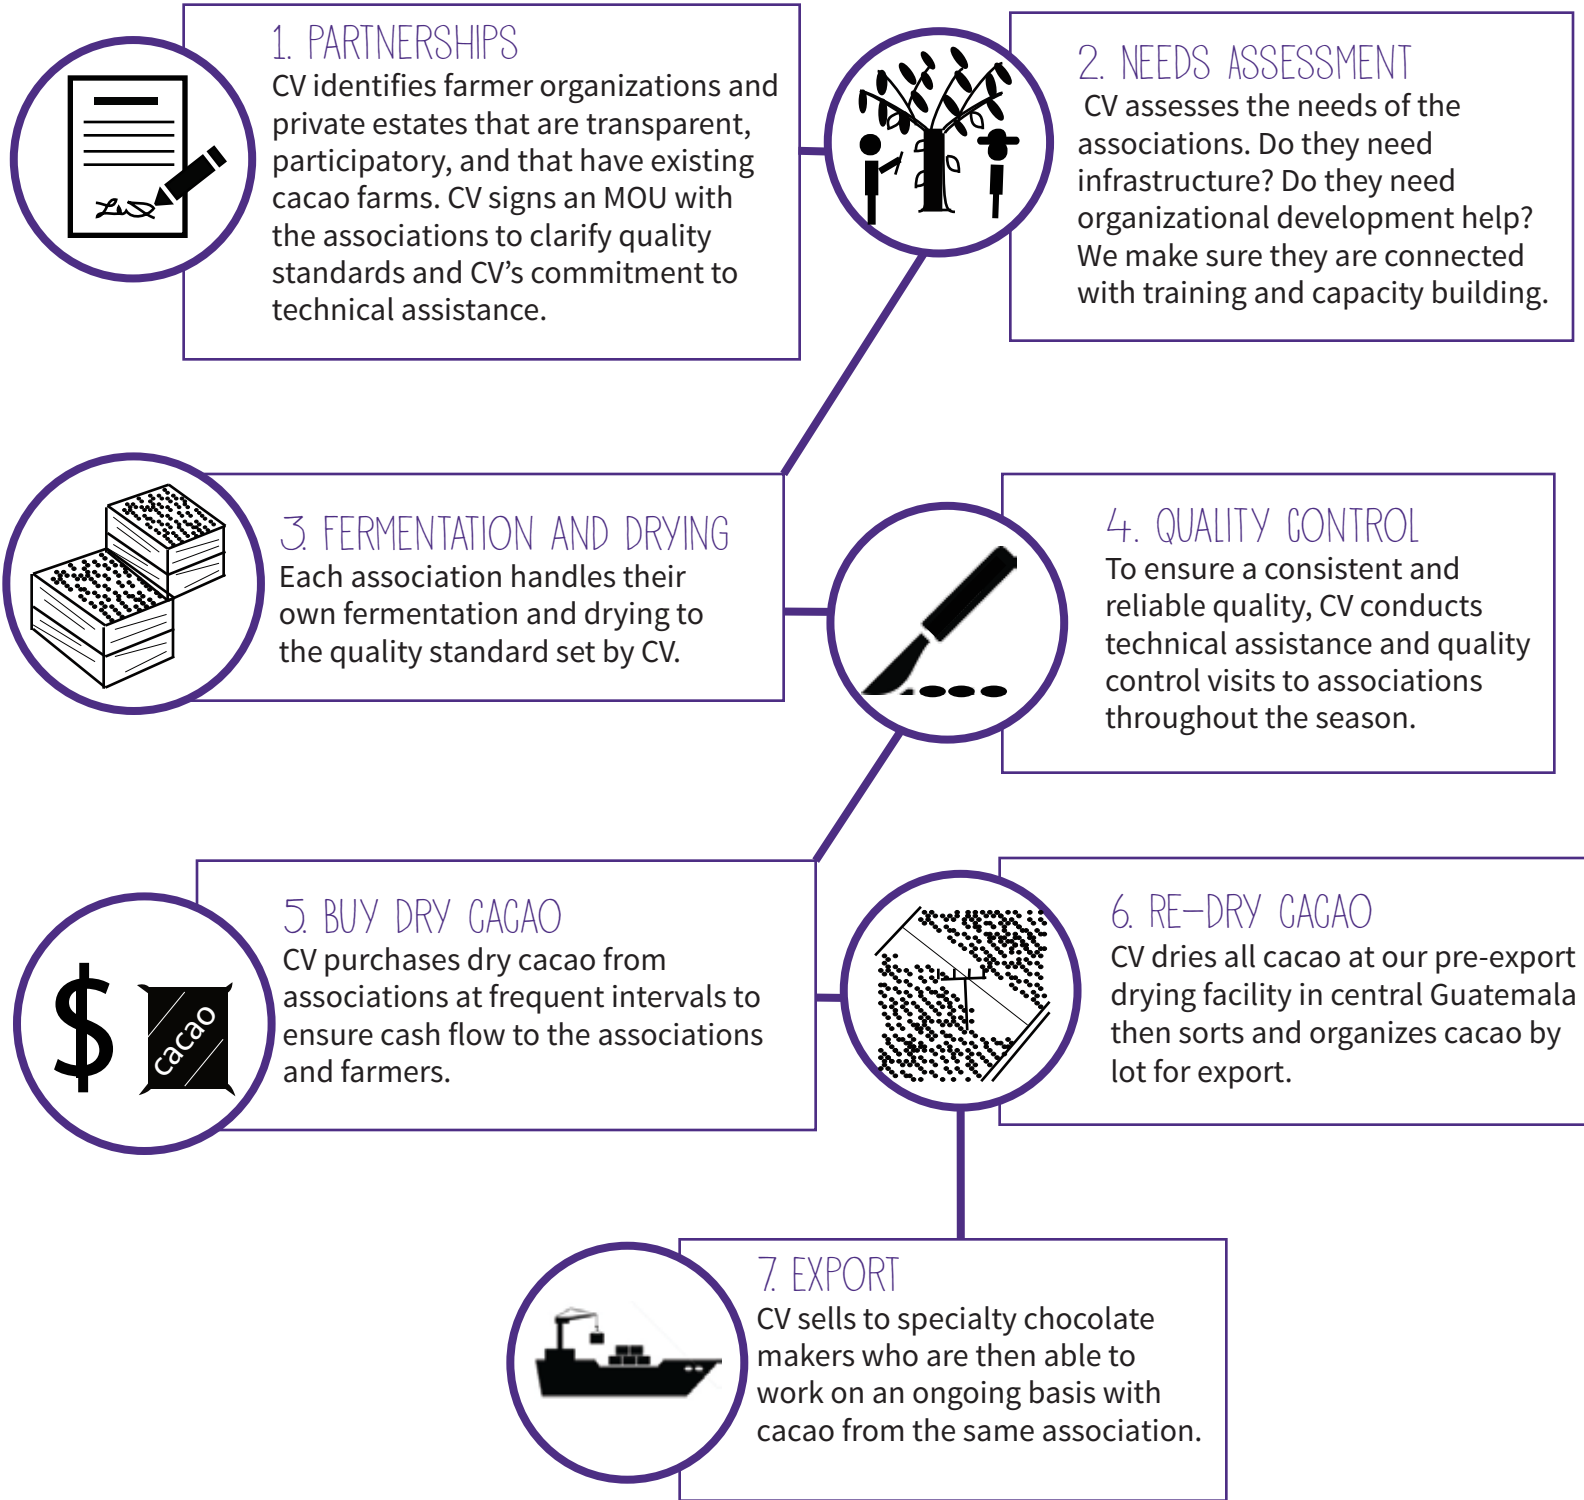 1. PARTNERSHIPS
CV identifies farmer organizations and
private estates that are transparent,
participatory, and that have existing
cacao farms. CV signs an MOU with
the associations to clarify quality
standards and CV's commitment to
technical assistance.
2. NEEDS ASSESSMENT
CV assesses the needs of the
associations. Do they need
infrastructure? Do they need
organizational development help?
We make sure they are connected
with training and capacity building.
3. FERMENTATION AND DRYING
Each association handles their
own fermentation and drying to
the quality standard set by CV.
4. QUALITY CONTROL
To ensure a consistent and
reliable quality, CV conducts
technical assistance and quality
control visits to associations
throughout the season.
$ cacao
5. BUY DRY CACAO
CV purchases dry cacao from
associations at frequent intervals to
ensure cash flow to the associations
and farmers.
6. RE-DRY CACAO
CV dries all cacao at our pre-export
drying facility in central Guatemala
then sorts and organizes cacao by
lot for export.
7. EXPORT
CV sells to specialty chocolate
makers who are then able to
work on an ongoing basis with
cacao from the same association.